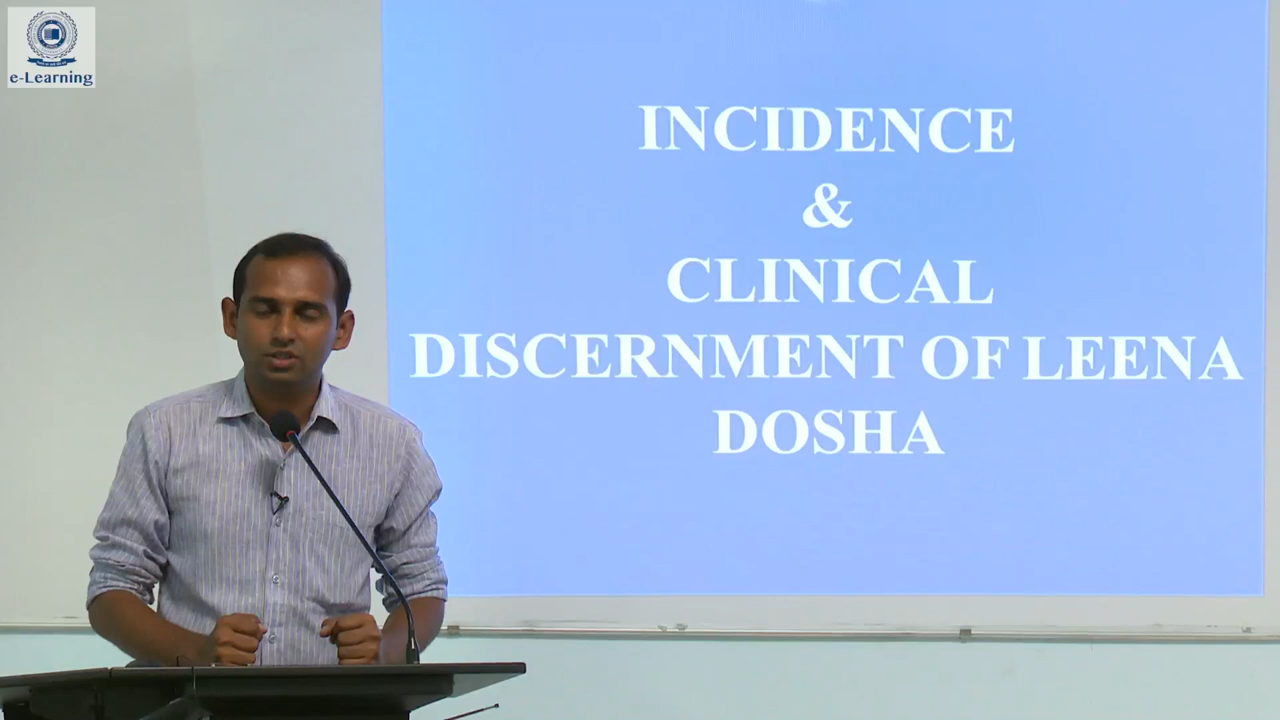 e-Learning
INCIDENCE
&
CLINICAL
DISCERNMENT OF LEENA
DOSHA